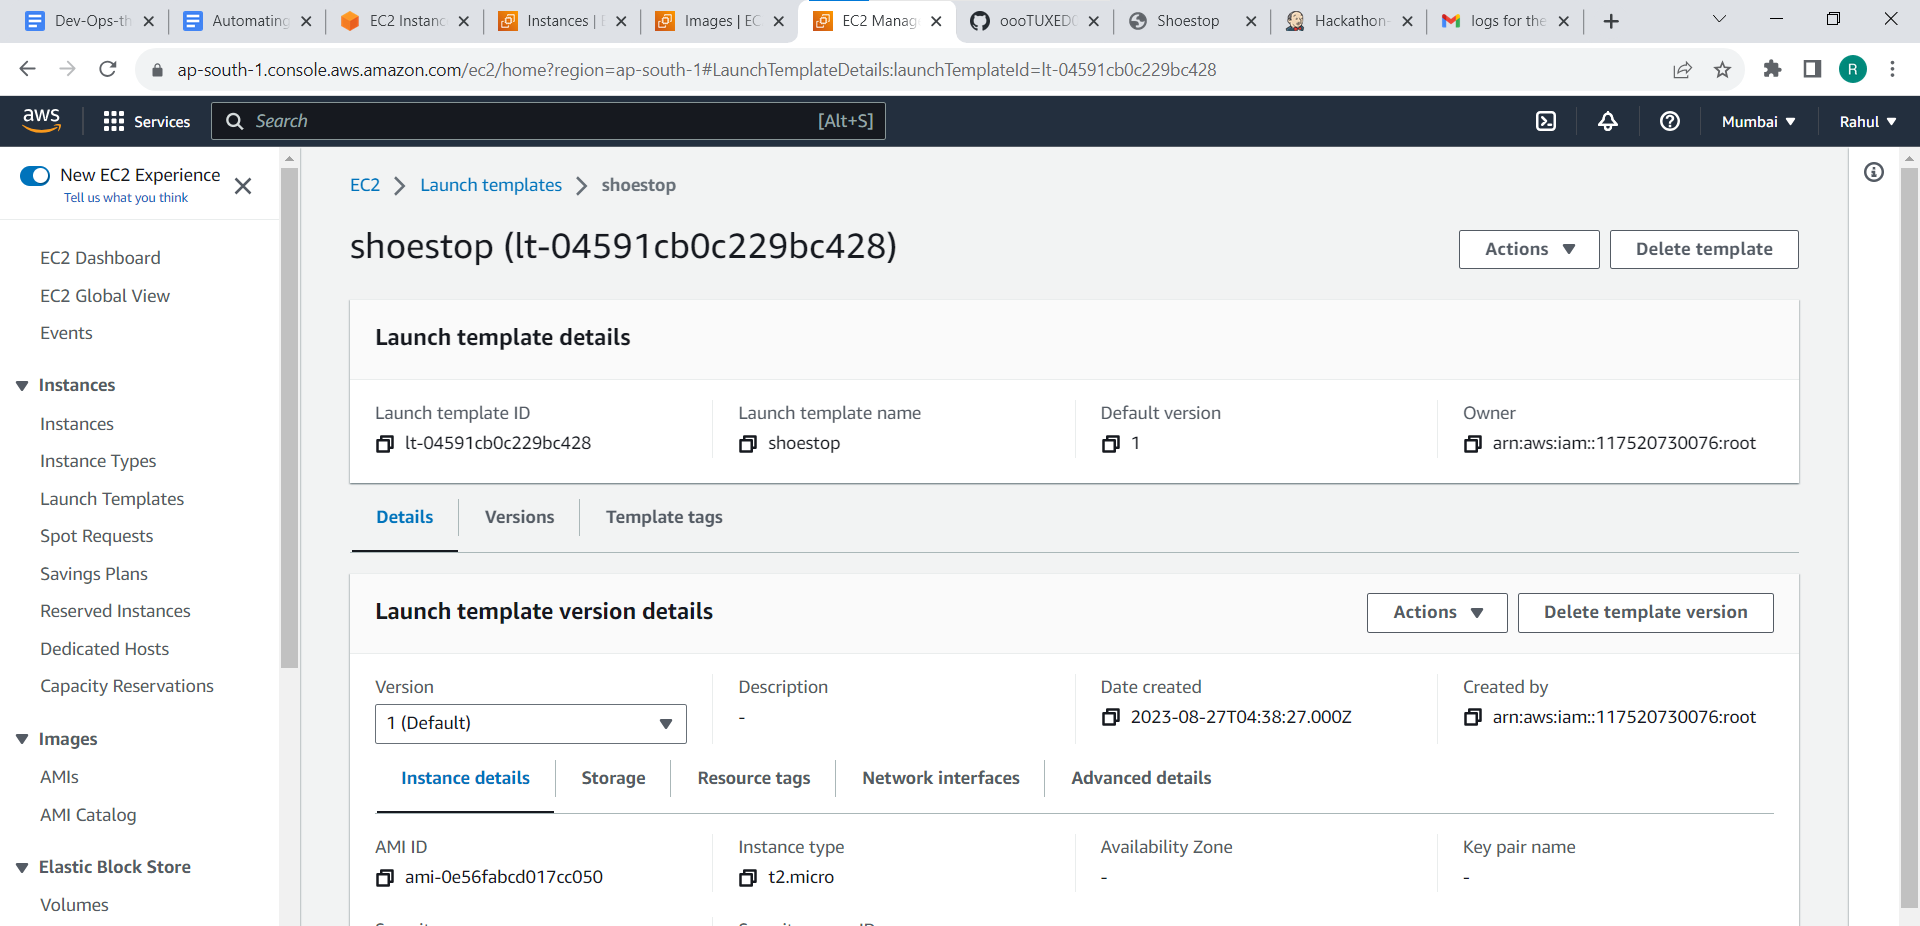 Dev-Ops-th
Automating
EC2 Instanc
Instances | E
Images | EC
EC2 Manag
oooTUXEDO
Shoestop
Hackathon-
logs for the
ap-south-1.console.aws.amazon.com/ec2/home?region=ap-south-1#LaunchTemplateDetails:launchTemplateId=lt-04591cb0c229bc428
R
aws
Services
Search
[Alt+S]
Mumbai
Rahul
New EC2 Experience
Tell us what you think
EC2 Dashboard
EC2 Global View
Events
Instances
Instances
Instance Types
Launch Templates
Spot Requests
Savings Plans
Reserved Instances
Dedicated Hosts
Capacity Reservations
Images
AMIs
AMI Catalog
Elastic Block Store
Volumes
EC2
Launch templates
shoestop
shoestop (lt-04591cb0c229bc428)
Actions
Delete template
Launch template details
Launch template ID
lt-04591cb0c229bc428
Launch template name
shoestop
Default version
1
Owner
arn:aws:iam::117520730076:root
Details
Versions
Template tags
Launch template version details
Actions
Delete template version
Version
1 (Default)
Description
-
Date created
2023-08-27T04:38:27.000Z
Created by
arn:aws:iam::117520730076:root
Instance details
Storage
Resource tags
Network interfaces
Advanced details
AMI ID
ami-0e56fabcd017cc050
Instance type
t2.micro
Availability Zone
-
Key pair name
-